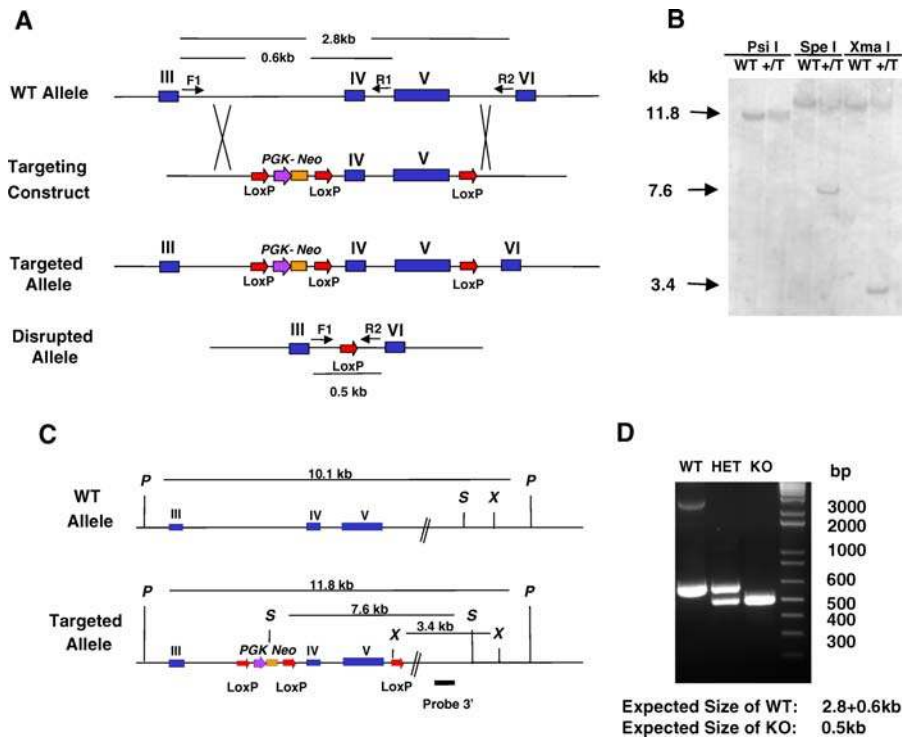 A
2.8kb
0.6kb
III F1 IV R1 V R2 VI
WT Allele
Targeting Construct
PGK- Neo IV V
LoxP LoxP LoxP
Targeted Allele
III PGK- Neo IV V VI
LoxP LoxP LoxP
Disrupted Allele
III F1 R2 VI
LoxP
0.5 kb
B
Psi I Spe I Xma I
kb WT +/T WT+/T WT +/T
11.8
7.6
3.4
C
P 10.1 kb P
WT Allele
S X
III IV V
11.8 kb
P P
Targeted Allele
S 7.6 kb S
X 3.4 kb X
III PGK Neo IV V
LoxP LoxP LoxP
Probe 3'
D
WT HET KO bp
3000
2000
1000
600
500
400
300
Expected Size of WT: 2.8+0.6kb
Expected Size of KO: 0.5kb